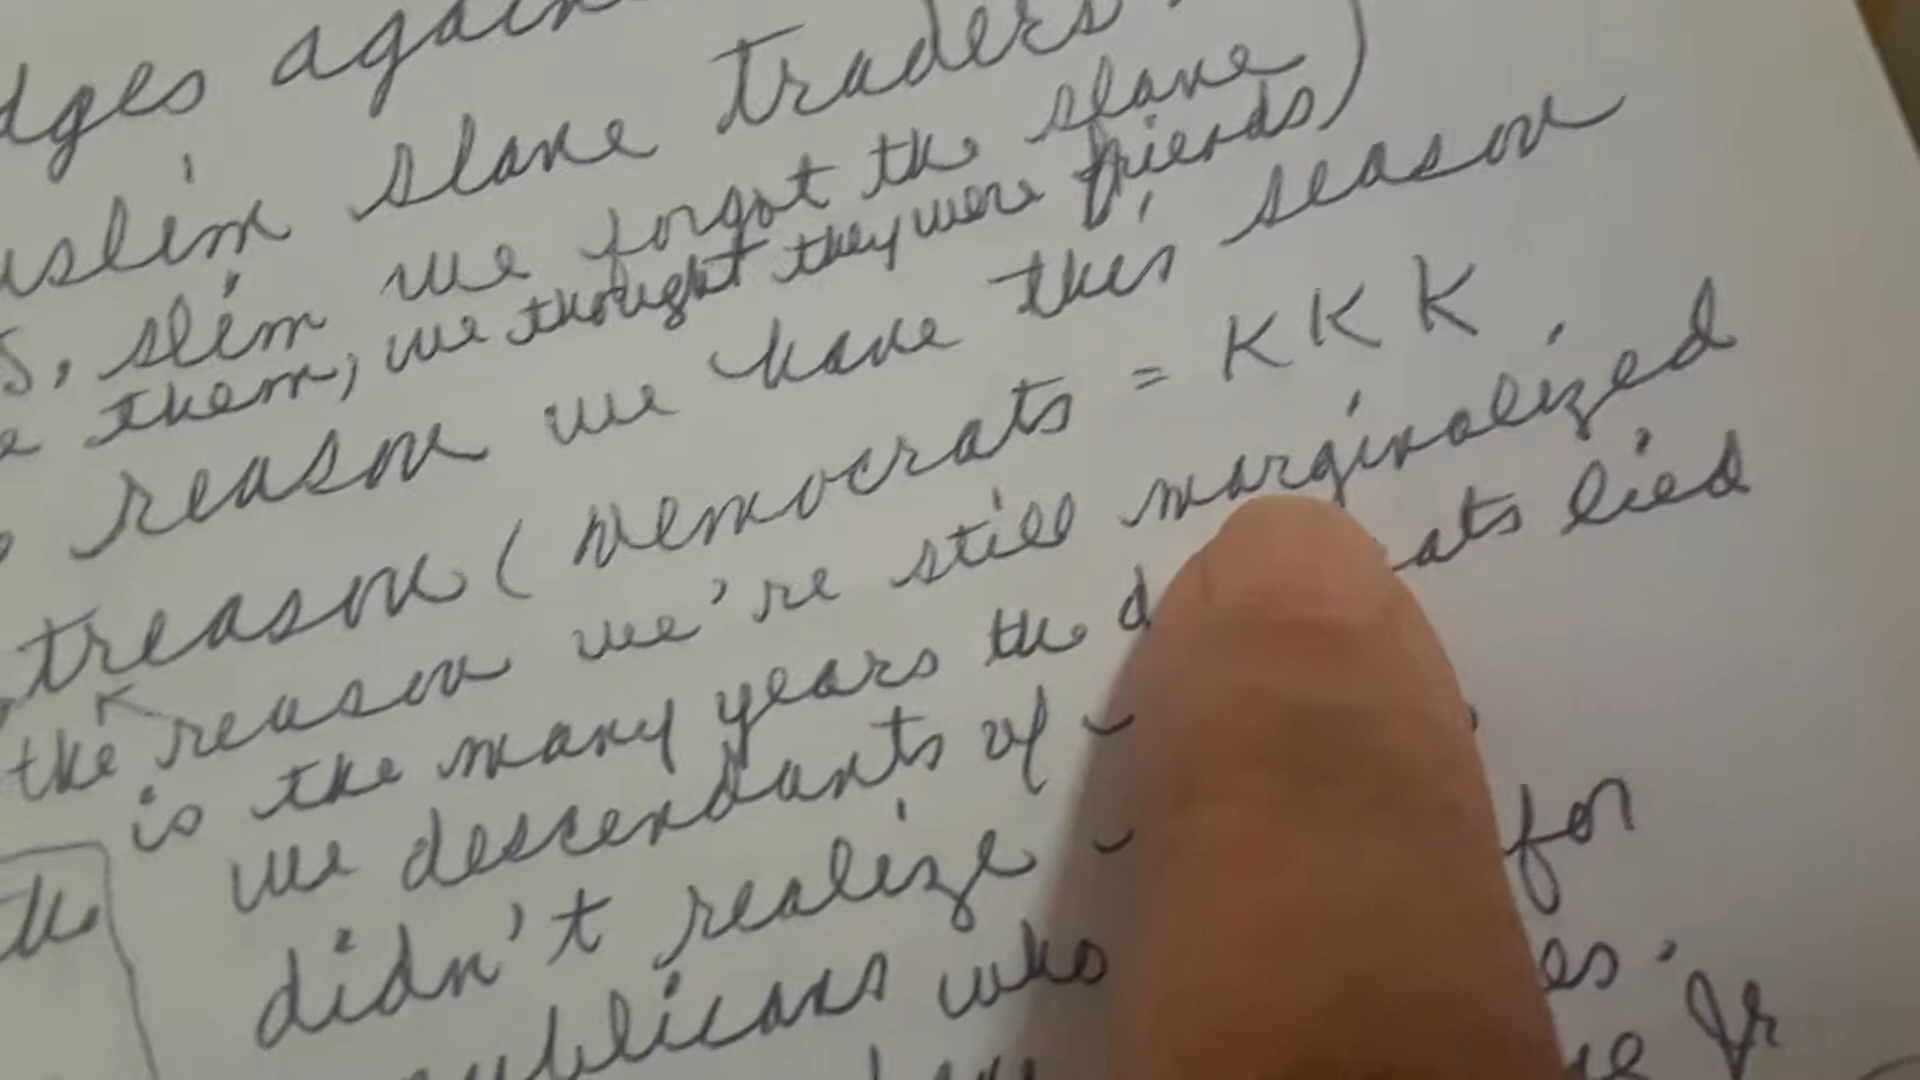 dges again
uslim slave traders
s, slim we forgot the slave
e them, we thought they were friends)
reason we have this season
treason (Democrats = KKK
the reason we're still marginalized
is the many years the d ats lied
we descendants of
didn't realize for
publicans who es.
Jr